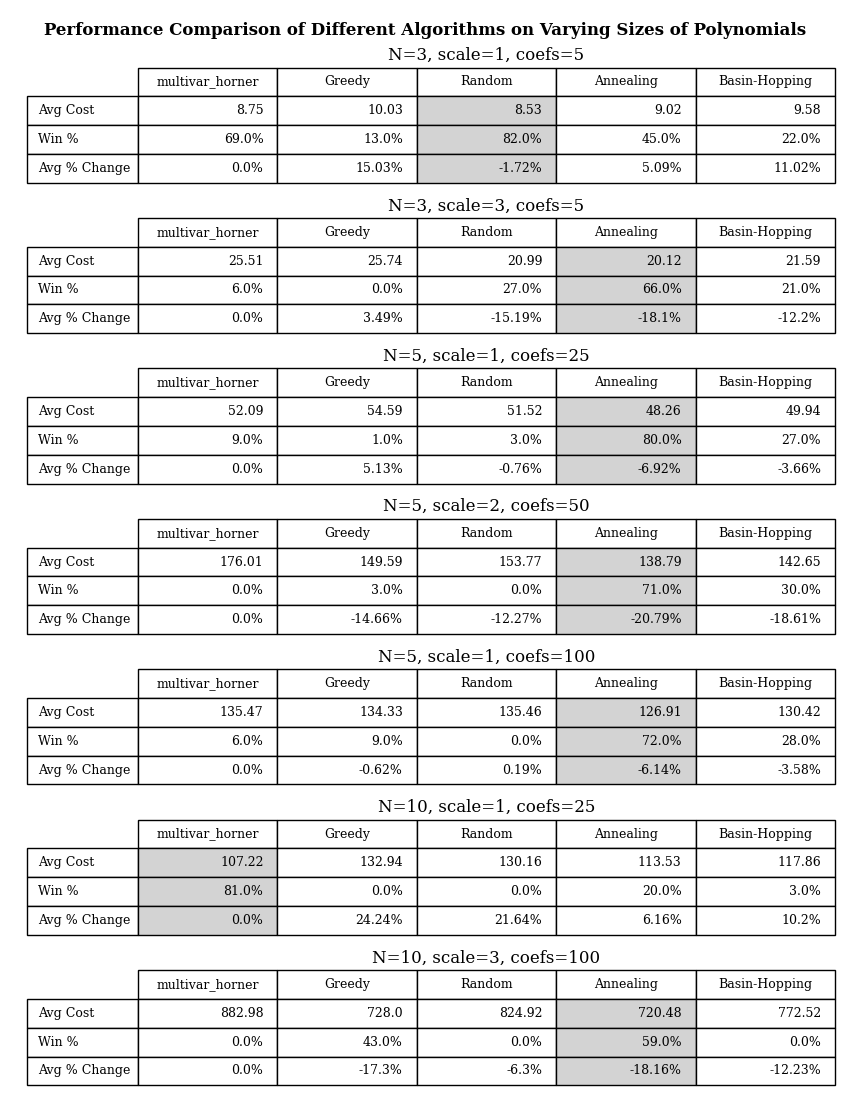 Performance Comparison of Different Algorithms on Varying Sizes of Polynomials
N=3, scale=1, coefs=5
multivar_horner Greedy Random Annealing Basin-Hopping
Avg Cost 8.75 10.03 8.53 9.02 9.58
Win % 69.0% 13.0% 82.0% 45.0% 22.0%
Avg % Change 0.0% 15.03% -1.72% 5.09% 11.02%
N=3, scale=3, coefs=5
multivar_horner Greedy Random Annealing Basin-Hopping
Avg Cost 25.51 25.74 20.99 20.12 21.59
Win % 6.0% 0.0% 27.0% 66.0% 21.0%
Avg % Change 0.0% 3.49% -15.19% -18.1% -12.2%
N=5, scale=1, coefs=25
multivar_horner Greedy Random Annealing Basin-Hopping
Avg Cost 52.09 54.59 51.52 48.26 49.94
Win % 9.0% 1.0% 3.0% 80.0% 27.0%
Avg % Change 0.0% 5.13% -0.76% -6.92% -3.66%
N=5, scale=2, coefs=50
multivar_horner Greedy Random Annealing Basin-Hopping
Avg Cost 176.01 149.59 153.77 138.79 142.65
Win % 0.0% 3.0% 0.0% 71.0% 30.0%
Avg % Change 0.0% -14.66% -12.27% -20.79% -18.61%
N=5, scale=1, coefs=100
multivar_horner Greedy Random Annealing Basin-Hopping
Avg Cost 135.47 134.33 135.46 126.91 130.42
Win % 6.0% 9.0% 0.0% 72.0% 28.0%
Avg % Change 0.0% -0.62% 0.19% -6.14% -3.58%
N=10, scale=1, coefs=25
multivar_horner Greedy Random Annealing Basin-Hopping
Avg Cost 107.22 132.94 130.16 113.53 117.86
Win % 81.0% 0.0% 0.0% 20.0% 3.0%
Avg % Change 0.0% 24.24% 21.64% 6.16% 10.2%
N=10, scale=3, coefs=100
multivar_horner Greedy Random Annealing Basin-Hopping
Avg Cost 882.98 728.0 824.92 720.48 772.52
Win % 0.0% 43.0% 0.0% 59.0% 0.0%
Avg % Change 0.0% -17.3% -6.3% -18.16% -12.23%